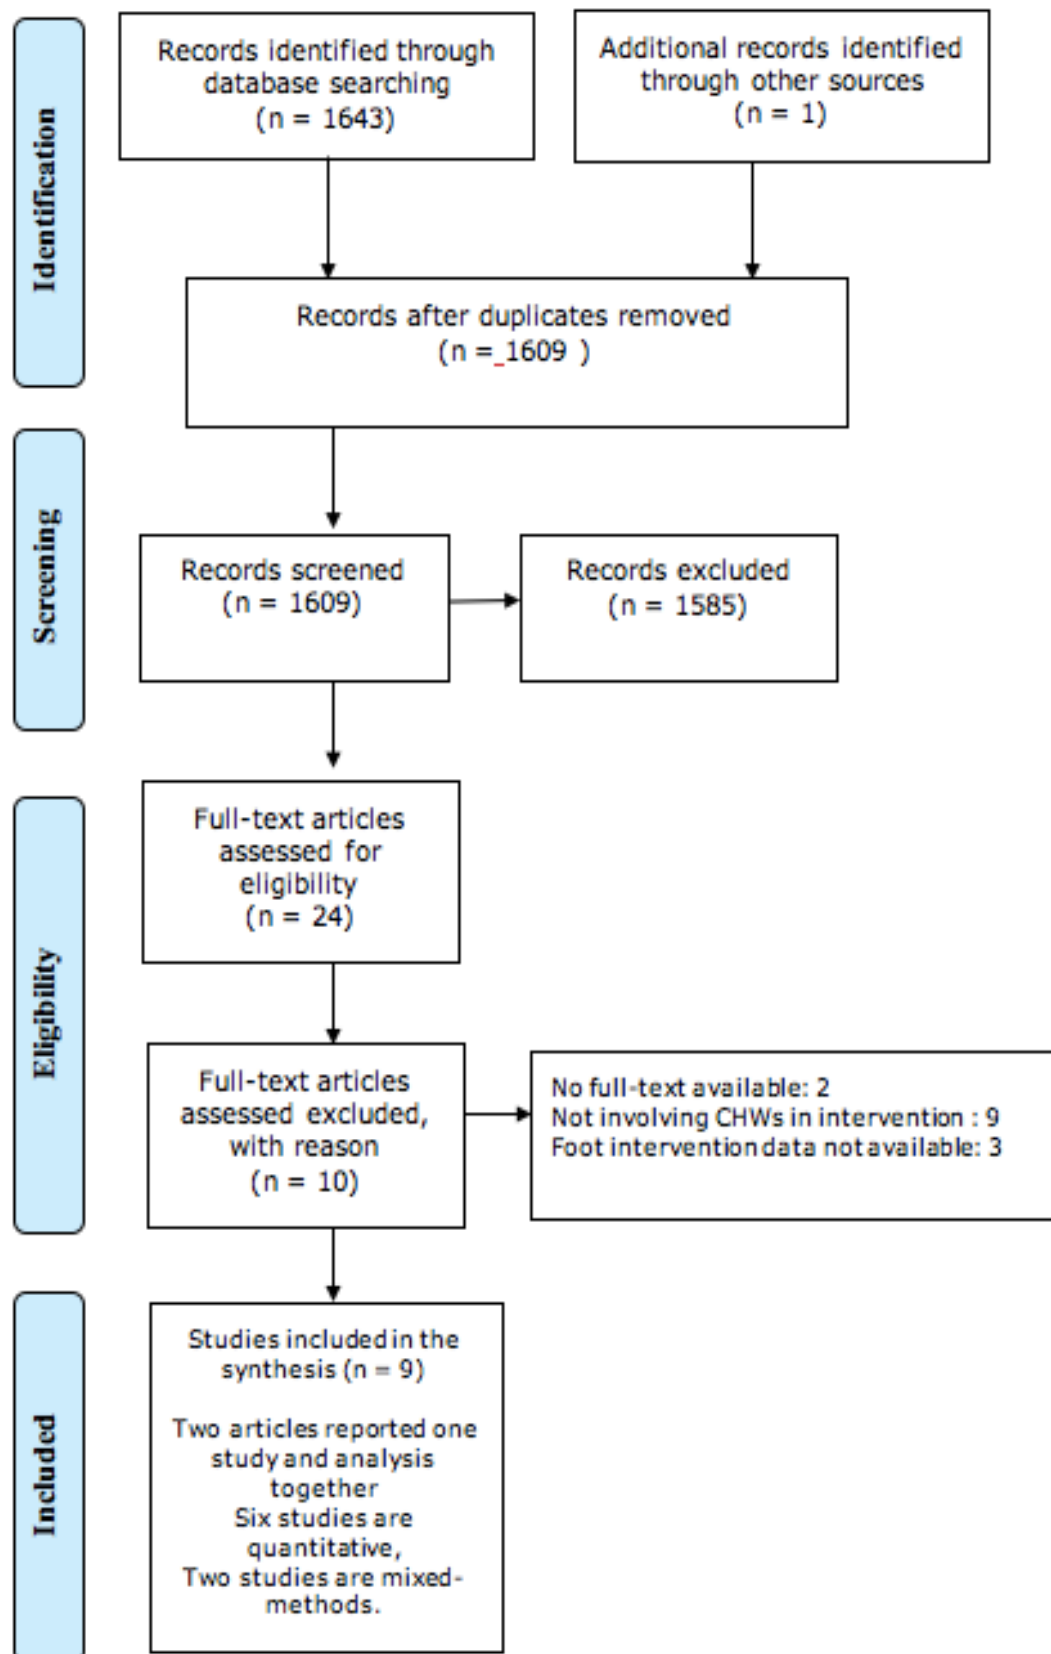 Identification
Records identified through
database searching
(n = 1643)
Additional records identified
through other sources
(n = 1)
Records after duplicates removed
(n = 1609 )
Screening
Records screened
(n = 1609)
Records excluded
(n = 1585)
Eligibility
Full-text articles
assessed for
eligibility
(n = 24)
Full-text articles
assessed excluded,
with reason
(n = 10)
No full-text available: 2
Not involving CHWs in intervention : 9
Foot intervention data not available: 3
Included
Studies included in the
synthesis (n = 9)
Two articles reported one
study and analysis
together
Six studies are
quantitative,
Two studies are mixed-
methods.